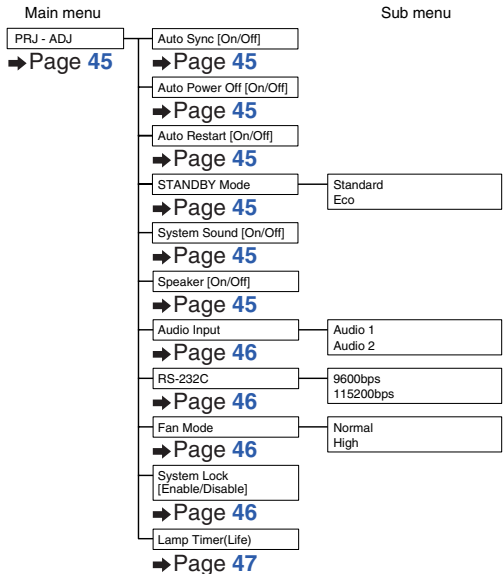 Main menu
Sub menu
PRJ - ADJ
➡Page 45
Auto Sync [On/Off]
➡Page 45
Auto Power Off [On/Off]
➡Page 45
Auto Restart [On/Off]
➡Page 45
STANDBY Mode
➡Page 45
Standard
Eco
System Sound [On/Off]
➡Page 45
Speaker [On/Off]
➡Page 45
Audio Input
➡Page 46
Audio 1
Audio 2
RS-232C
➡Page 46
9600bps
115200bps
Fan Mode
➡Page 46
Normal
High
System Lock
[Enable/Disable]
➡Page 46
Lamp Timer(Life)
➡Page 47